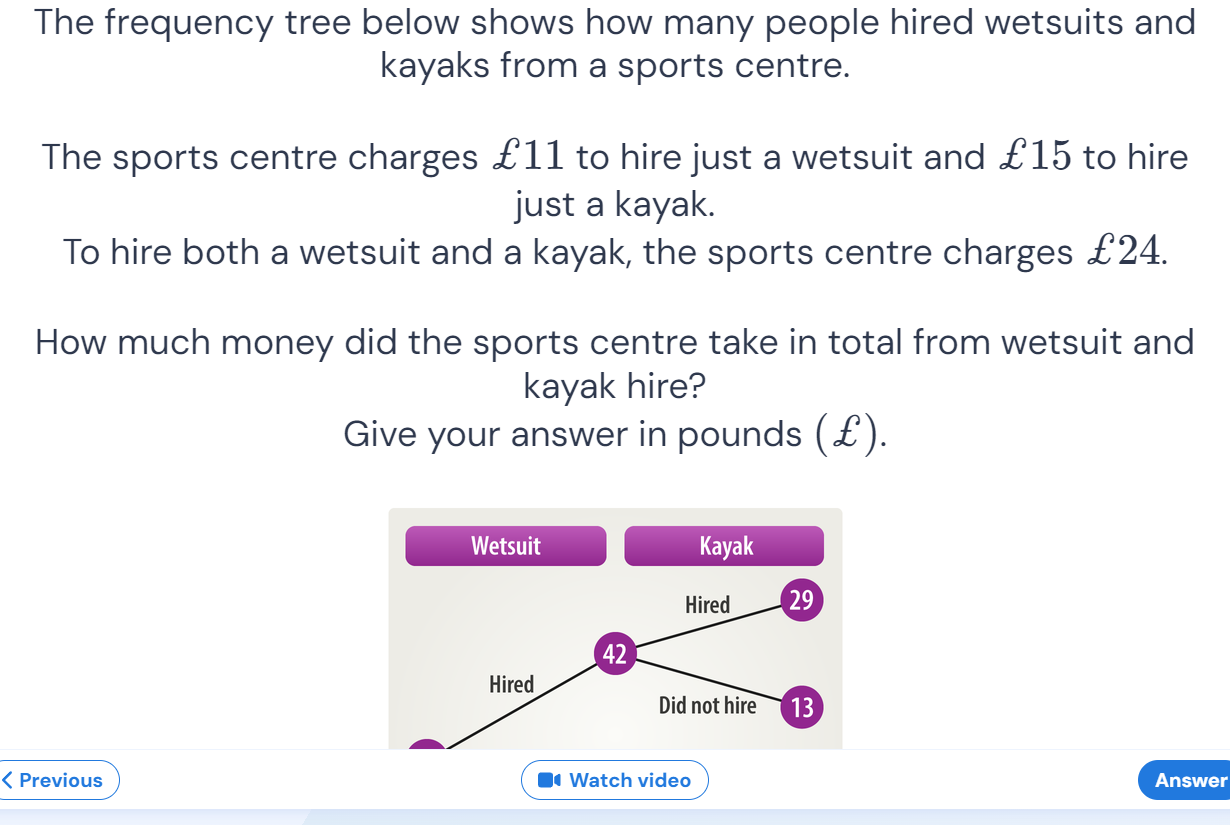 The frequency tree below shows how many people hired wetsuits and
kayaks from a sports centre.
The sports centre charges £11 to hire just a wetsuit and £15 to hire
just a kayak.
To hire both a wetsuit and a kayak, the sports centre charges £24.
How much money did the sports centre take in total from wetsuit and
kayak hire?
Give your answer in pounds (£).
Wetsuit Kayak
Hired 29
42
Hired
Did not hire 13
Previous Watch video Answer